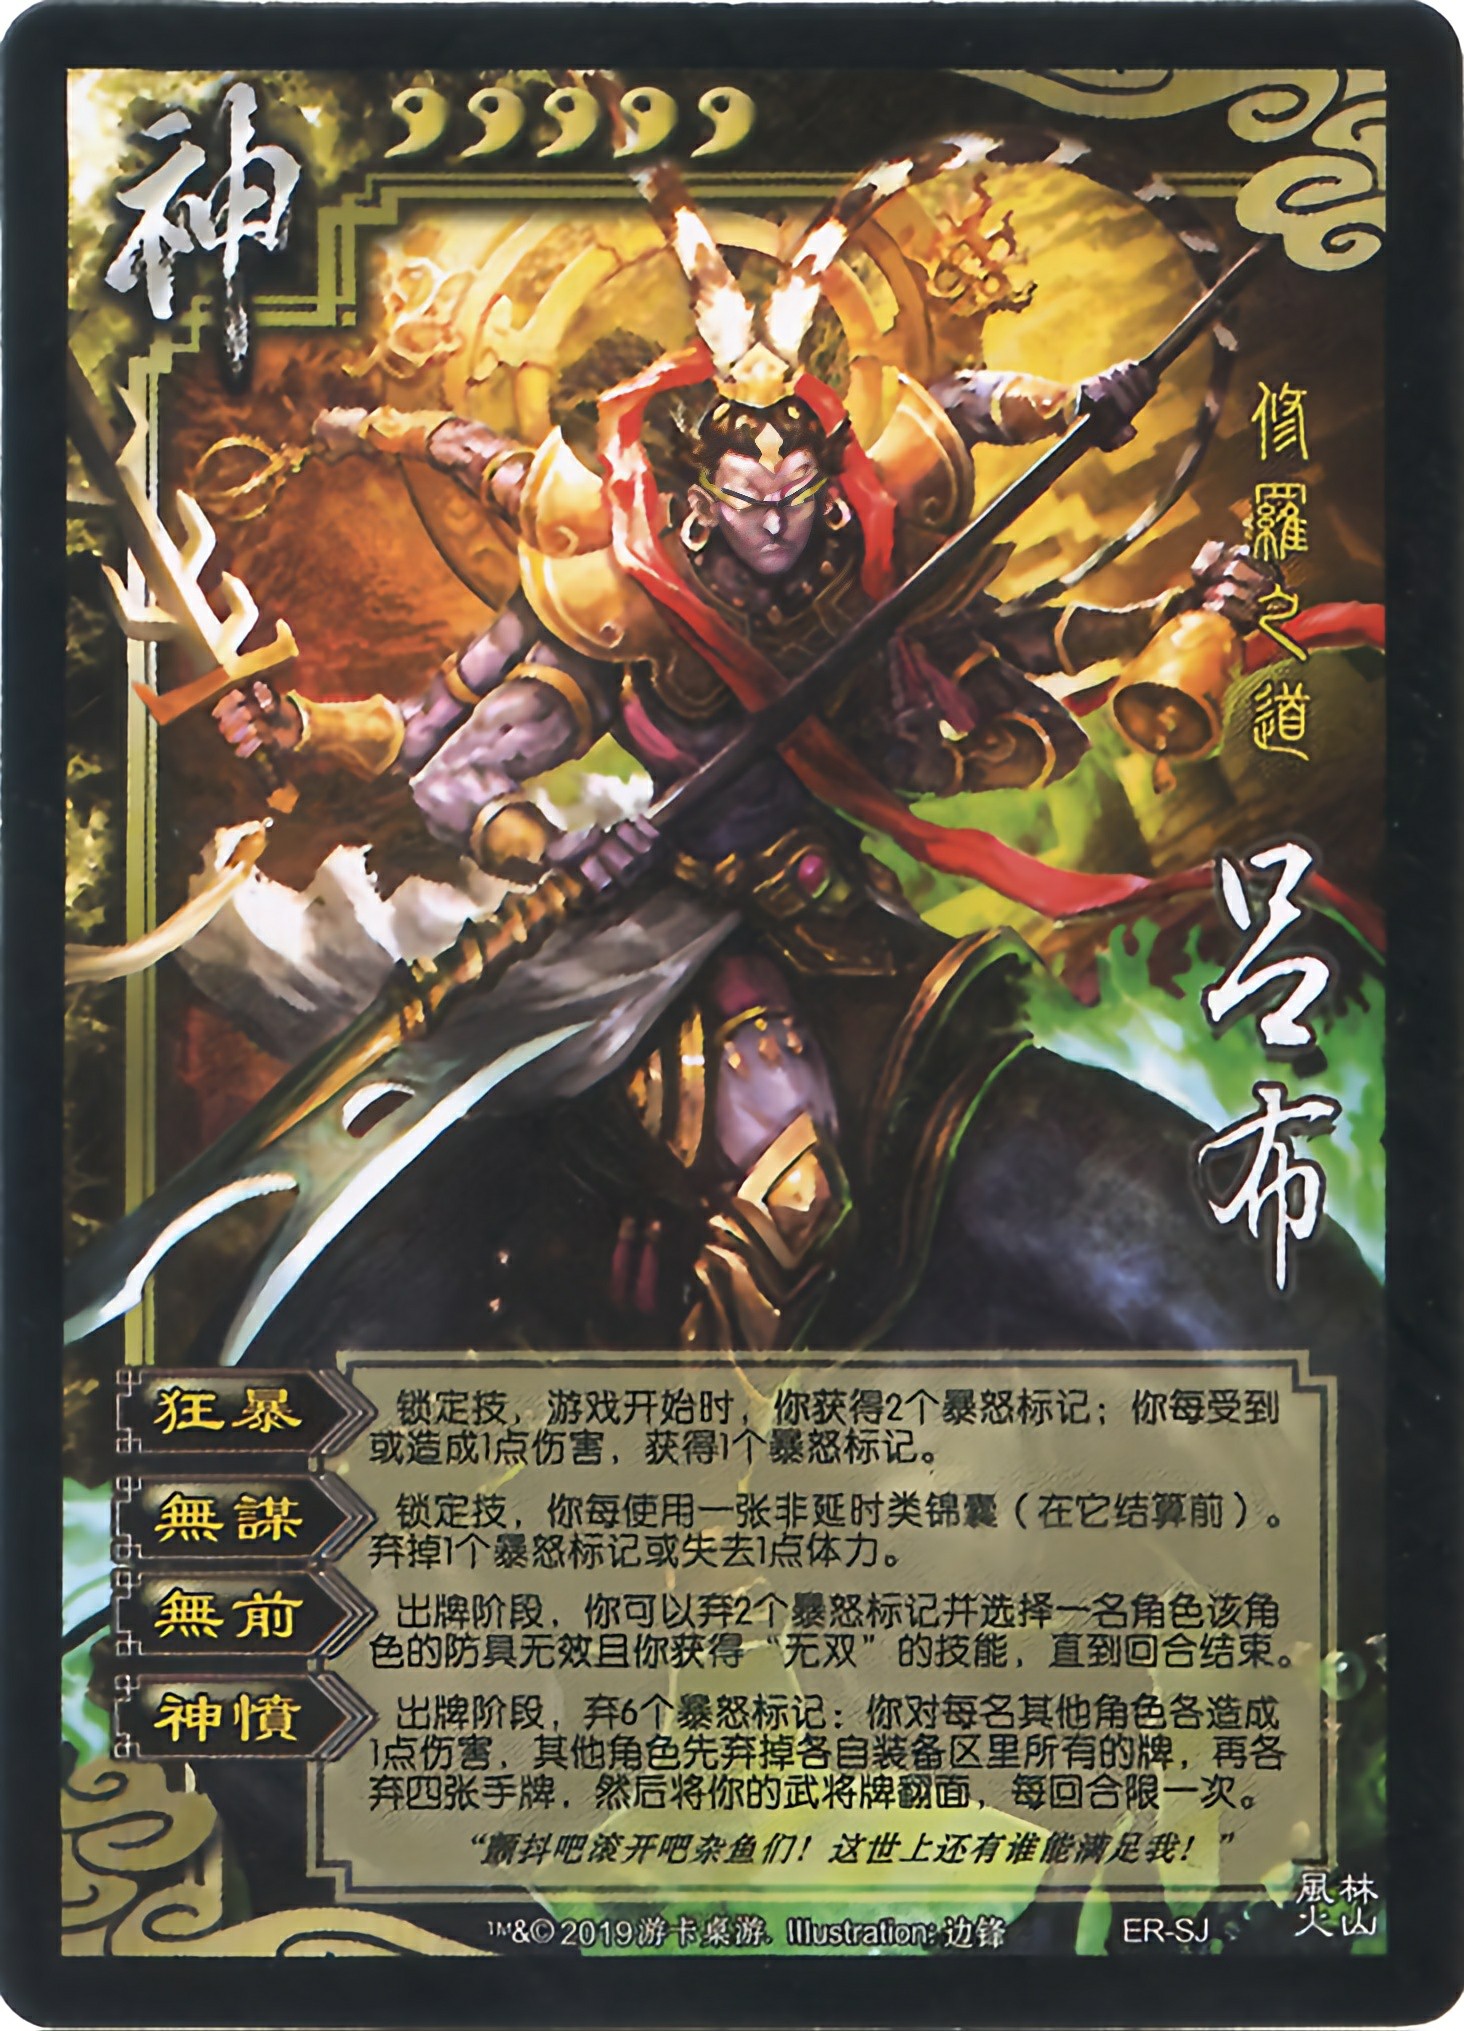 神
修羅之道
呂布
狂暴
锁定技，游戏开始时，你获得2个暴怒标记；你每受到
或造成1点伤害，获得1个暴怒标记。
無謀
锁定技，你每使用一张非延时类锦囊（在它结算前）。
弃掉1个暴怒标记或失去1点体力。
無前
出牌阶段，你可以弃2个暴怒标记并选择一名角色该角
色的防具无效且你获得“无双”的技能，直到回合结束。
神憤
出牌阶段，弃6个暴怒标记：你对每名其他角色各造成
1点伤害，其他角色先弃掉各自装备区里所有的牌，再各
弃四张手牌，然后将你的武将牌翻面，每回合限一次。
“颤抖吧滚开吧杂鱼们！这世上还有谁能满足我！”
™&© 2019游卡桌游. Illustration: 边锋
ER-SJ
風林
火山